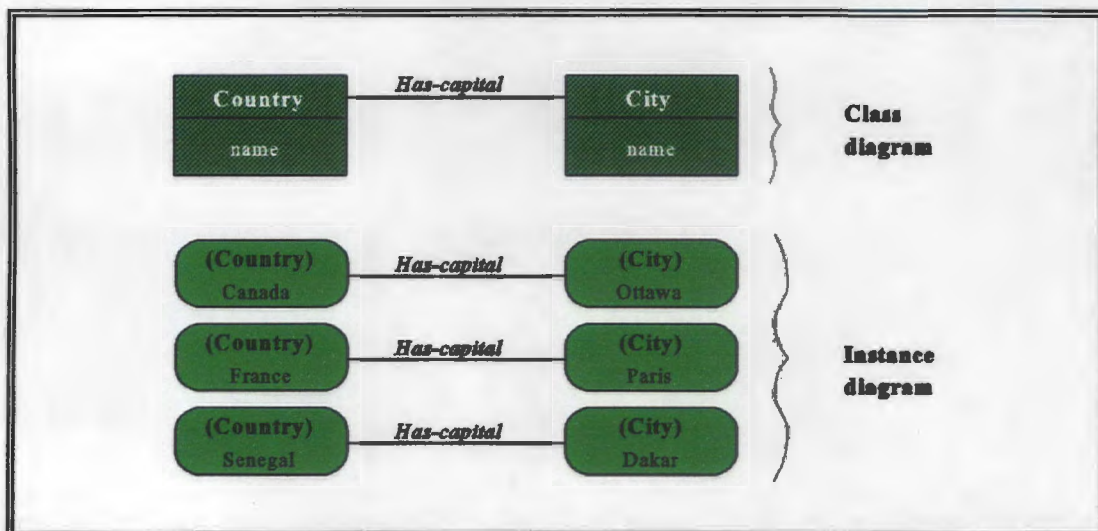 Has-capital
Country
City
name
name
Class
diagram
(Country)
Canada
Has-capital
(City)
Ottawa
(Country)
France
Has-capital
(City)
Paris
Instance
diagram
(Country)
Senegal
Has-capital
(City)
Dakar